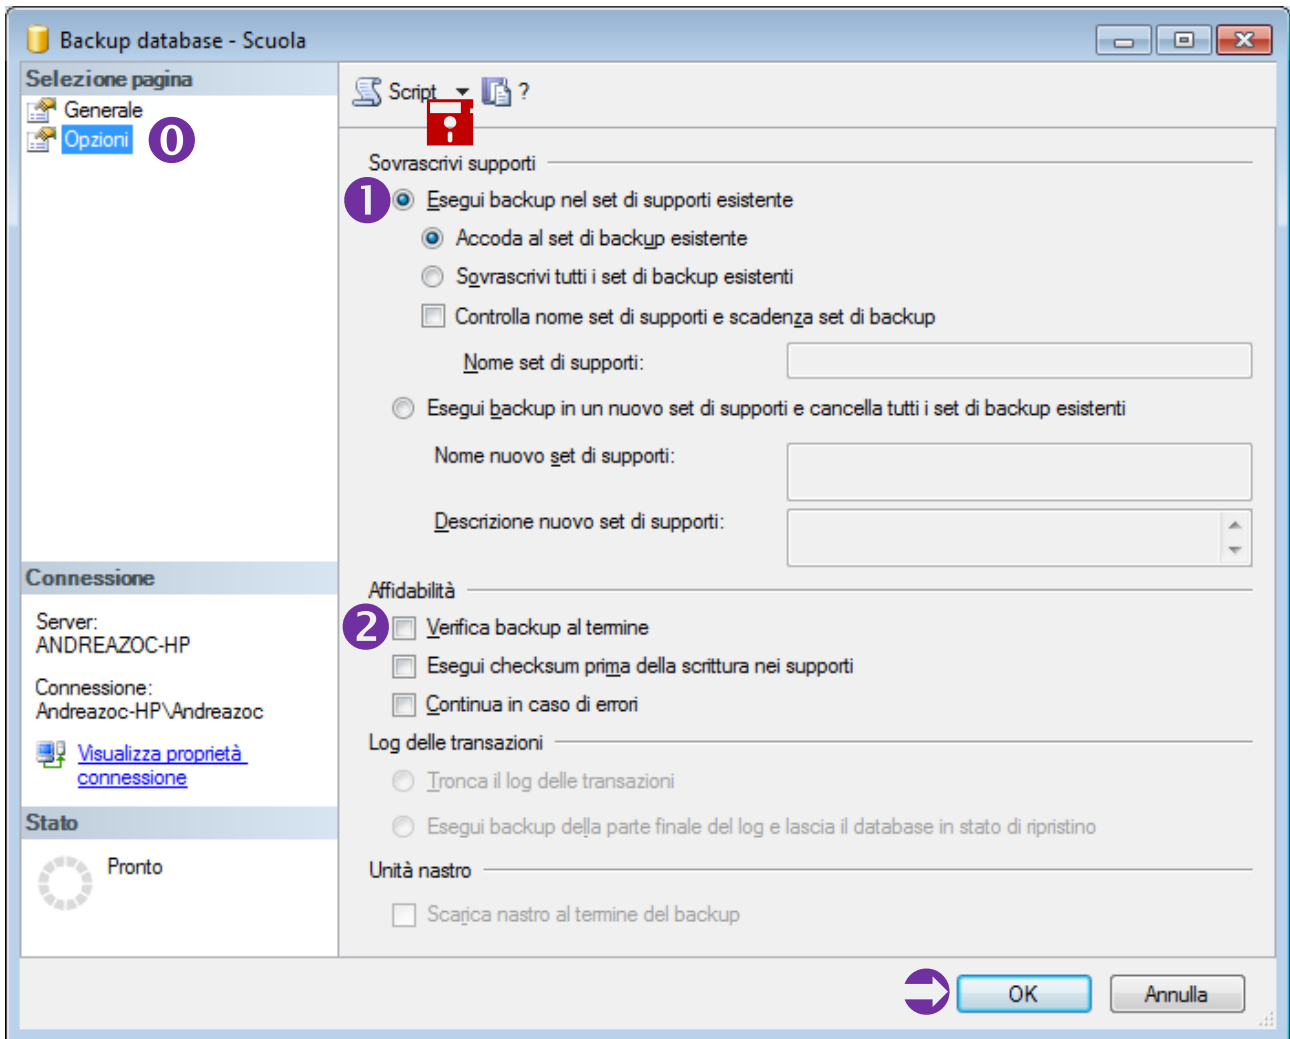 Backup database - Scuola
Selezione pagina
Generale
Opzioni
0
Script ?
Sovrascrivi supporti
1
Esegui backup nel set di supporti esistente
Accoda al set di backup esistente
Sovrascrivi tutti i set di backup esistenti
Controlla nome set di supporti e scadenza set di backup
Nome set di supporti:
Esegui backup in un nuovo set di supporti e cancella tutti i set di backup esistenti
Nome nuovo set di supporti:
Descrizione nuovo set di supporti:
Affidabilità
2
Verifica backup al termine
Esegui checksum prima della scrittura nei supporti
Continua in caso di errori
Log delle transazioni
Tronca il log delle transazioni
Esegui backup della parte finale del log e lascia il database in stato di ripristino
Unità nastro
Scarica nastro al termine del backup
Connessione
Server:
ANDREAZOC-HP
Connessione:
Andreazoc-HP\Andreazoc
Visualizza proprietà
connessione
Stato
Pronto
OK
Annulla